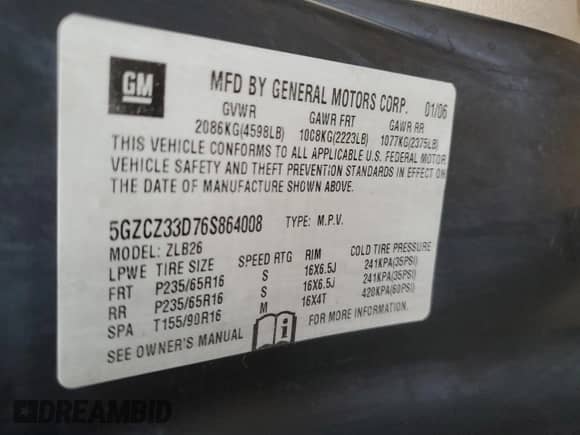 GM
MFD BY GENERAL MOTORS CORP. 01/06
GVWR GAWR FRT GAWR RR
2086KG(4598LB) 1008KG(2223LB) 1077KG(2375LB)
THIS VEHICLE CONFORMS TO ALL APPLICABLE U.S. FEDERAL MOTOR
VEHICLE SAFETY AND THEFT PREVENTION STANDARDS IN EFFECT ON
THE DATE OF MANUFACTURE SHOWN ABOVE.
5GZCZ33D76S864008 TYPE: M.P.V.
MODEL: ZLB26
LPWE TIRE SIZE SPEED RTG RIM COLD TIRE PRESSURE
FRT P235/65R16 S 16X6.5J 241KPA(35PSI)
RR P235/65R16 S 16X6.5J 241KPA(35PSI)
SPA T155/90R16 M 16X4T 420KPA(60PSI)
SEE OWNER'S MANUAL FOR MORE INFORMATION.
DREAMBID